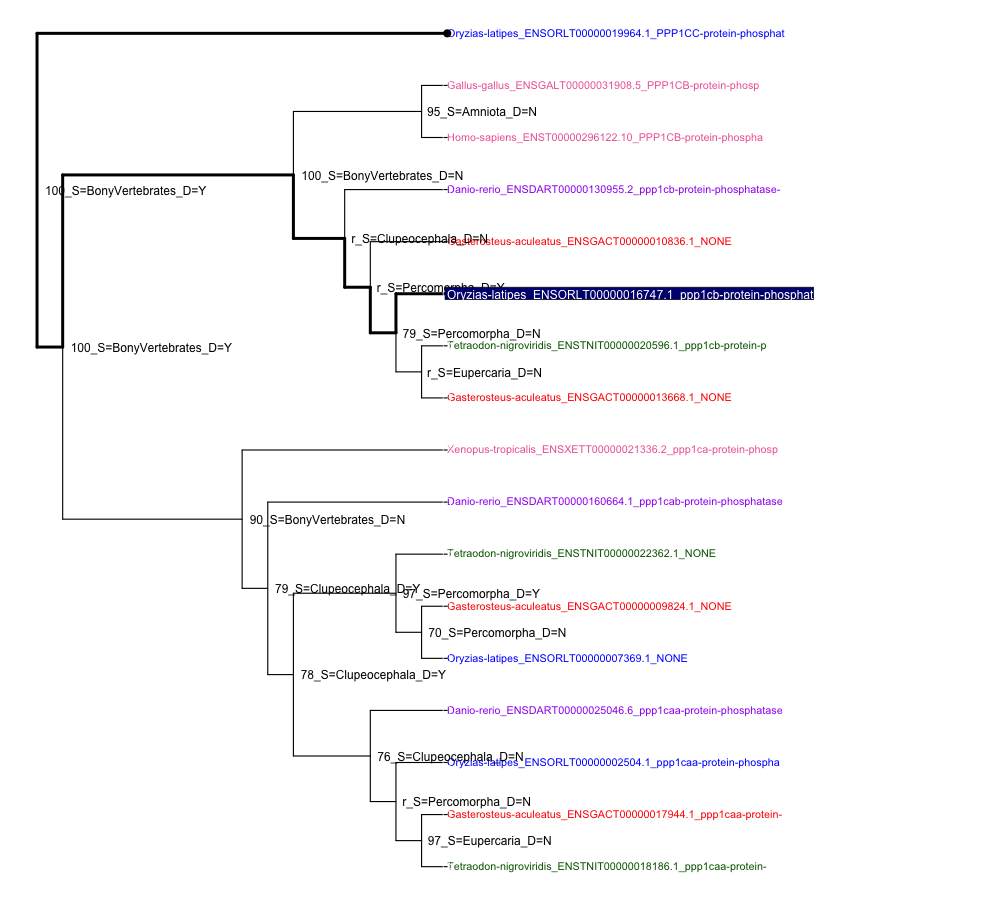 Oryzias-latipes_ENSORLT00000019964.1_PPP1CC-protein-phosphat
Gallus-gallus_ENSGALT00000031908.5_PPP1CB-protein-phosp
95_S=Amniota_D=N
Homo-sapiens_ENST00000296122.10_PPP1CB-protein-phospha
100_S=BonyVertebrates_D=N
100_S=BonyVertebrates_D=Y
Danio-rerio_ENSDART00000130955.2_ppp1cb-protein-phosphatase-
r_S=Clupeocephala_D=N
Gasterosteus-aculeatus_ENSGACT00000010836.1_NONE
r_S=Percomorpha_D=Y
Oryzias-latipes_ENSORLT00000016747.1_ppp1cb-protein-phosphat
79_S=Percomorpha_D=N
Tetraodon-nigroviridis_ENSTNIT00000020596.1_ppp1cb-protein-p
100_S=BonyVertebrates_D=Y
r_S=Eupercaria_D=N
Gasterosteus-aculeatus_ENSGACT00000013668.1_NONE
Xenopus-tropicalis_ENSXETT00000021336.2_ppp1ca-protein-phosp
Danio-rerio_ENSDART00000160664.1_ppp1cab-protein-phosphatase
90_S=BonyVertebrates_D=N
Tetraodon-nigroviridis_ENSTNIT00000022362.1_NONE
79_S=Clupeocephala_D=Y
97_S=Percomorpha_D=Y
Gasterosteus-aculeatus_ENSGACT00000009824.1_NONE
70_S=Percomorpha_D=N
Oryzias-latipes_ENSORLT00000007369.1_NONE
78_S=Clupeocephala_D=Y
Danio-rerio_ENSDART00000025046.6_ppp1caa-protein-phosphatase
76_S=Clupeocephala_D=N
Oryzias-latipes_ENSORLT00000002504.1_ppp1caa-protein-phospha
r_S=Percomorpha_D=N
Gasterosteus-aculeatus_ENSGACT00000017944.1_ppp1caa-protein-
97_S=Eupercaria_D=N
Tetraodon-nigroviridis_ENSTNIT00000018186.1_ppp1caa-protein-